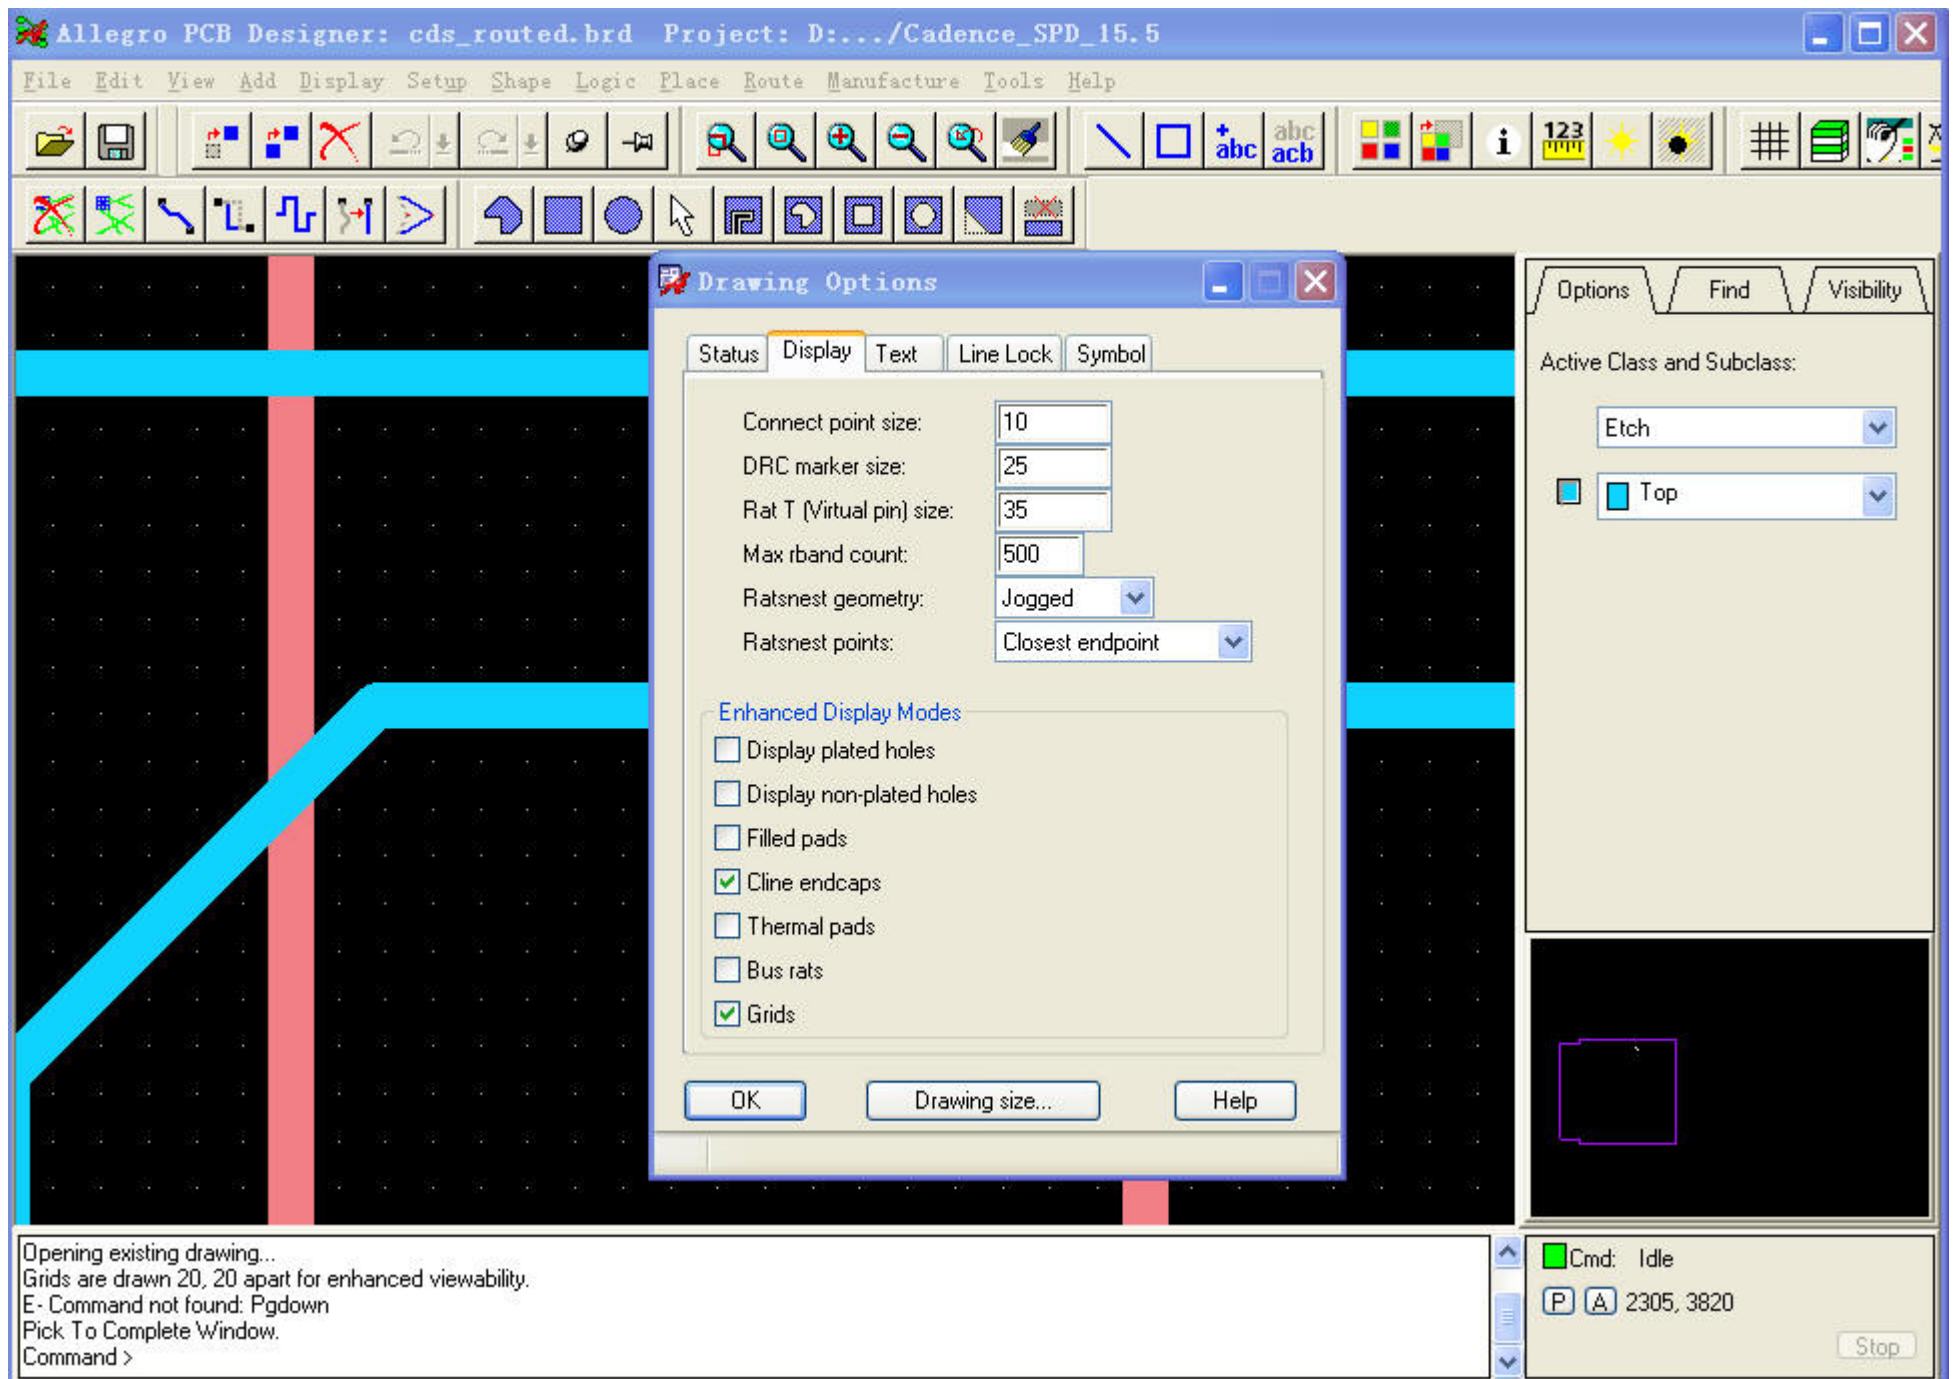 Allegro PCB Designer: cds_routed.brd Project: D:.../Cadence_SPD_15.5
File Edit View Add Display Setup Shape Logic Place Route Manufacture Tools Help
+abc abc acb i 123
Drawing Options
Options Find Visibility
Status Display Text Line Lock Symbol
Active Class and Subclass:
Connect point size: 10
Etch
DRC marker size: 25
Top
Rat T (Virtual pin) size: 35
Max rband count: 500
Ratsnest geometry: Jogged
Ratsnest points: Closest endpoint
Enhanced Display Modes
Display plated holes
Display non-plated holes
Filled pads
Cline endcaps
Thermal pads
Bus rats
Grids
OK Drawing size... Help
Opening existing drawing...
Grids are drawn 20, 20 apart for enhanced viewability.
E- Command not found: Pgdown
Pick To Complete Window.
Command >
Cmd: Idle
P A 2305, 3820
Stop